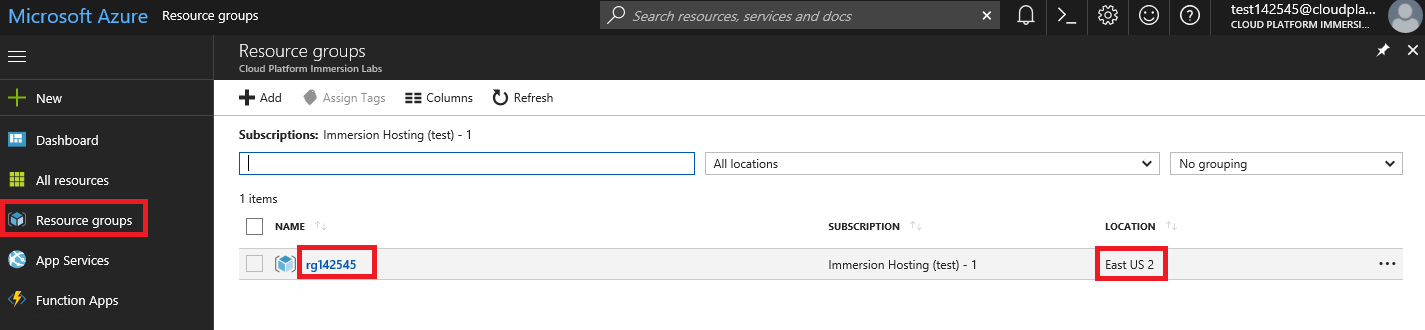 Microsoft Azure Resource groups
Search resources, services and docs
test142545@cloudpla...
CLOUD PLATFORM IMMERSI...
Resource groups
Cloud Platform Immersion Labs
New
Dashboard
All resources
Resource groups
App Services
Function Apps
Add Assign Tags Columns Refresh
Subscriptions: Immersion Hosting (test) - 1
All locations No grouping
1 items
NAME SUBSCRIPTION LOCATION
rg142545 Immersion Hosting (test) - 1 East US 2